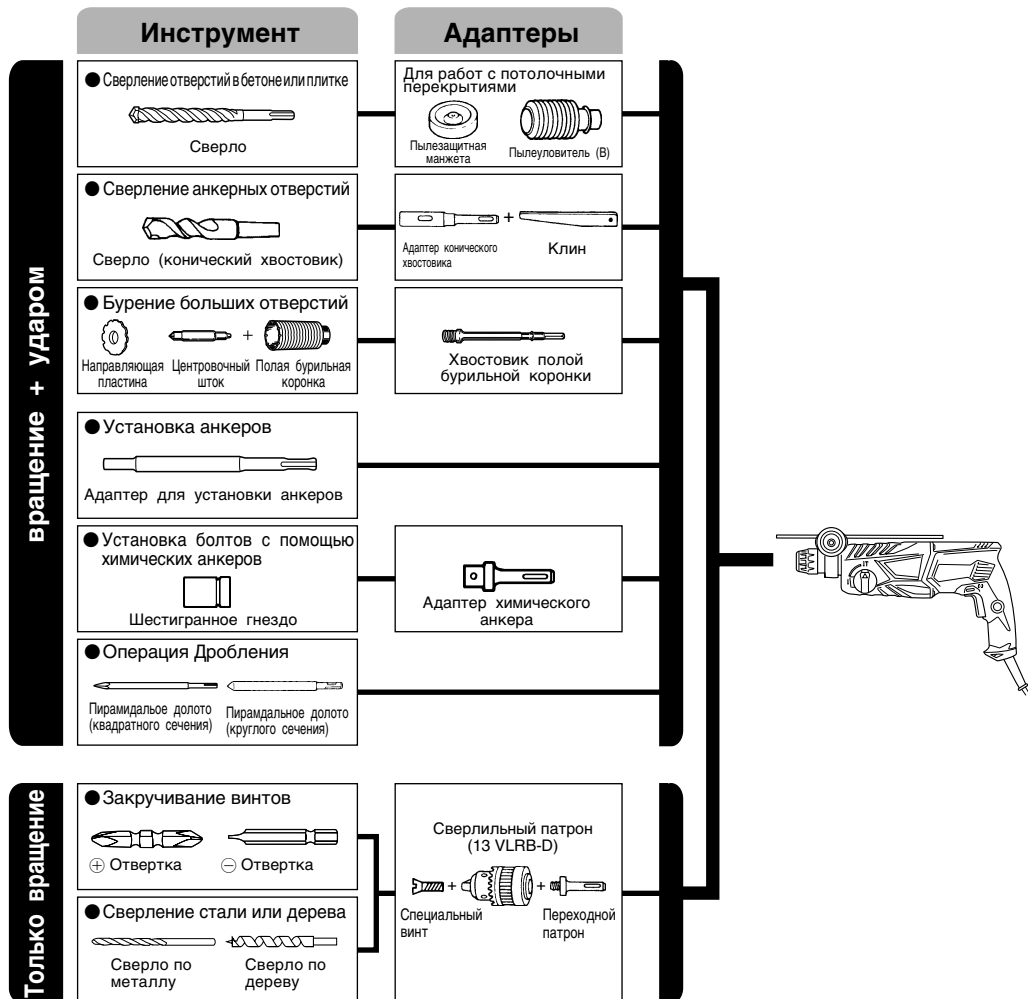 Инструмент
Адаптеры
вращение + ударом
● Сверление отверстий в бетоне или плитке
Сверло
Для работ с потолочными
перекрытиями
Пылезащитная
манжета
Пылеуловитель (B)
● Сверление анкерных отверстий
Сверло (конический хвостовик)
+
Адаптер конического
хвостовика
Клин
● Бурение больших отверстий
+
Направляющая
пластина
Центровочный
шток
Полая бурильная
коронка
Хвостовик полой
бурильной коронки
● Установка анкеров
Адаптер для установки анкеров
● Установка болтов с помощью
химических анкеров
Шестигранное гнездо
Адаптер химического
анкера
● Операция Дробления
Пирамидальое долото
(квадратного сечения)
Пирамдальное долото
(круглого сечения)
Только вращение
● Закручивание винтов
⊕ Отвертка
⊖ Отвертка
● Сверление стали или дерева
Сверло по
металлу
Сверло по
дереву
Сверлильный патрон
(13 VLRB-D)
+ +
Специальный
винт
Переходной
патрон